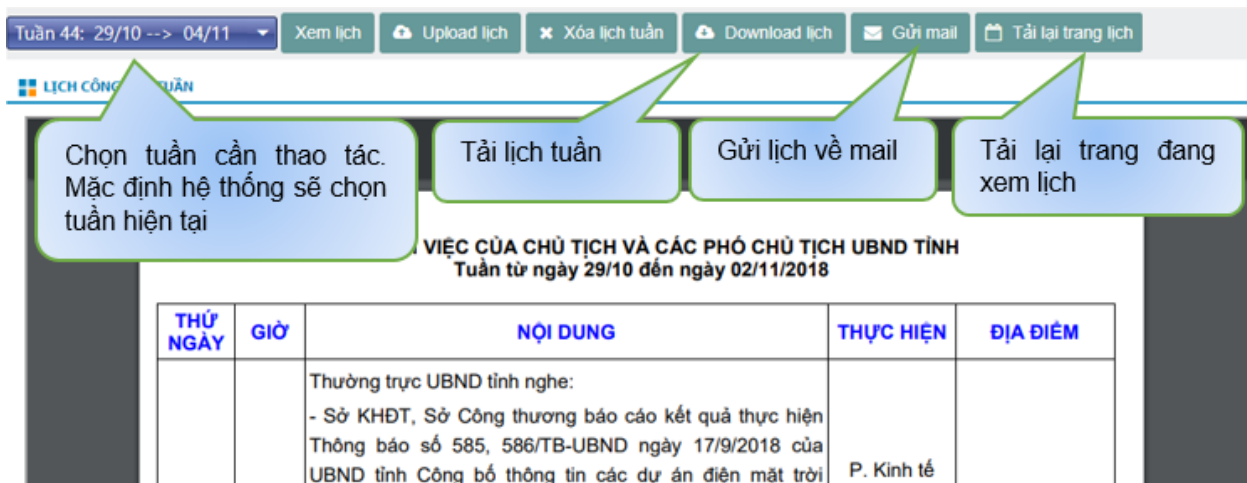 Tuần 44: 29/10 --> 04/11 Xem lịch Upload lịch Xóa lịch tuần Download lịch Gửi mail Tải lại trang lịch
LỊCH CÔNG TUẦN
Chọn tuần cần thao tác.
Mặc định hệ thống sẽ chọn
tuần hiện tại
Tải lịch tuần
Gửi lịch về mail
Tải lại trang đang
xem lịch
VIỆC CỦA CHỦ TỊCH VÀ CÁC PHÓ CHỦ TỊCH UBND TỈNH
Tuần từ ngày 29/10 đến ngày 02/11/2018
THỨ
NGÀY
GIỜ
NỘI DUNG
THỰC HIỆN
ĐỊA ĐIỂM
Thường trực UBND tỉnh nghe:
- Sở KHĐT, Sở Công thương báo cáo kết quả thực hiện
Thông báo số 585, 586/TB-UBND ngày 17/9/2018 của
UBND tỉnh Công bố thông tin các dự án điện mặt trời
P. Kinh tế